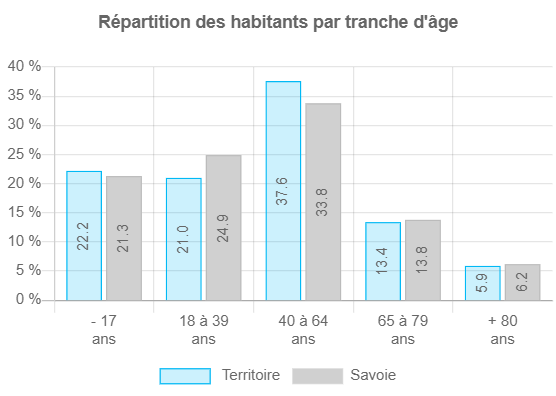 Répartition des habitants par tranche d'âge
40 %
35 %
30 %
25 %
20 %
15 %
10 %
5 %
0 %
22.2
21.3
21.0
24.9
37.6
33.8
13.4
13.8
5.9
6.2
- 17 ans
18 à 39 ans
40 à 64 ans
65 à 79 ans
+ 80 ans
Territoire
Savoie